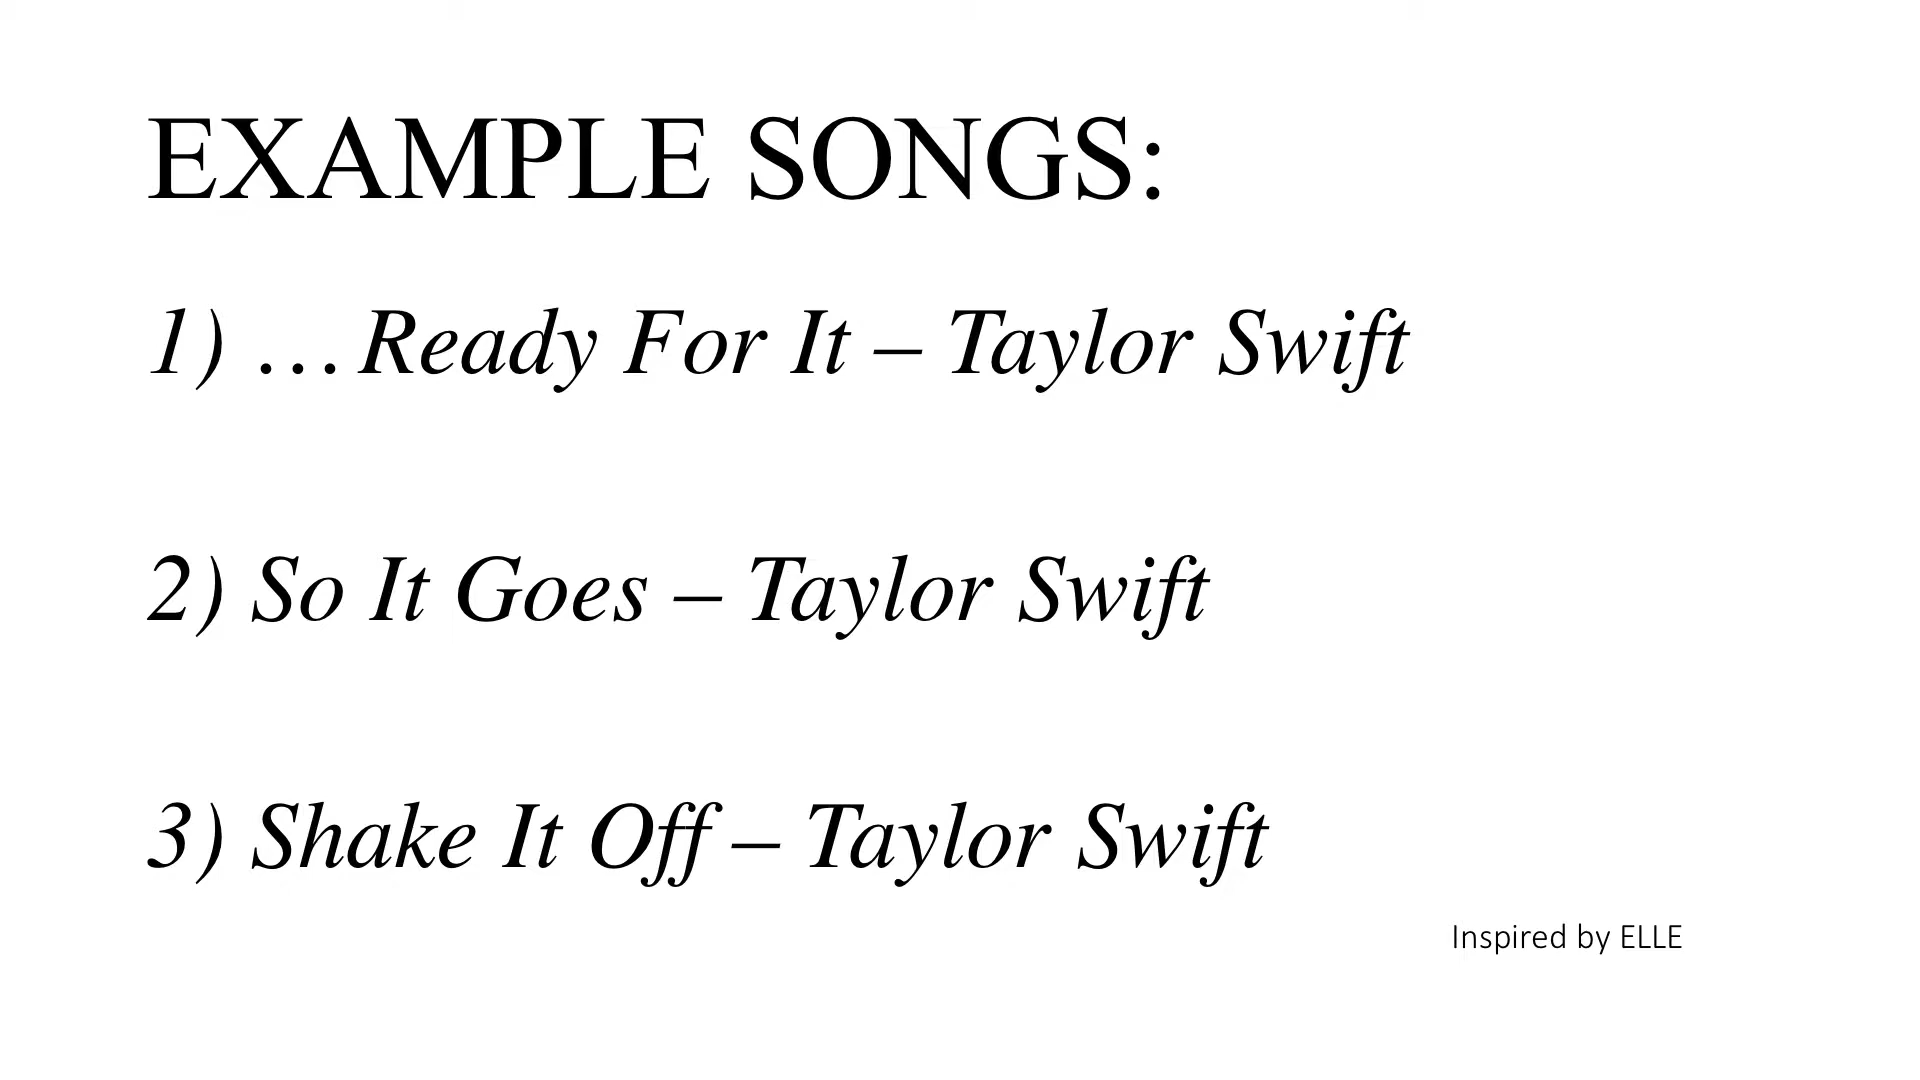 EXAMPLE SONGS:
1) …Ready For It – Taylor Swift
2) So It Goes – Taylor Swift
3) Shake It Off – Taylor Swift
Inspired by ELLE